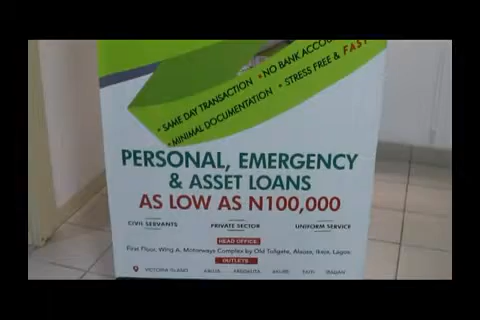 • SAME DAY TRANSACTION • NO BANK ACCOU
• MINIMAL DOCUMENTATION • STRESS FREE & FAST
PERSONAL, EMERGENCY
& ASSET LOANS
AS LOW AS N100,000
CIVIL SERVANTS PRIVATE SECTOR UNIFORM SERVICE
HEAD OFFICE:
First Floor, Wing A, Motorways Complex by Old Tollgate, Alausa, Ikeja, Lagos
OUTLETS
VICTORIA ISLAND IBADAN